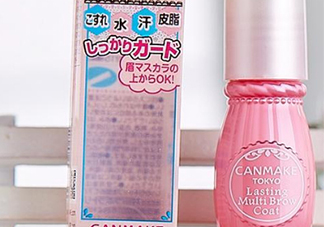 こすれ 水 汗 皮脂
しっかりガード
眉マスカラの
上からOK!
CANMAKE
CANMAKE
TOKYO
Lasting
Multi Brow
Coat